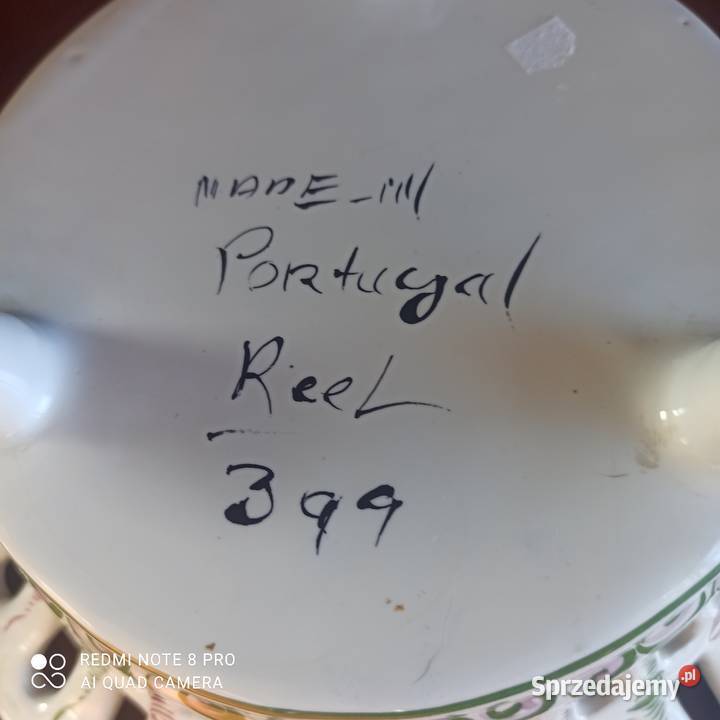 MADE-IN
Portugal
ReeL
399
REDMI NOTE 8 PRO
AI QUAD CAMERA
Sprzedajemy.pl